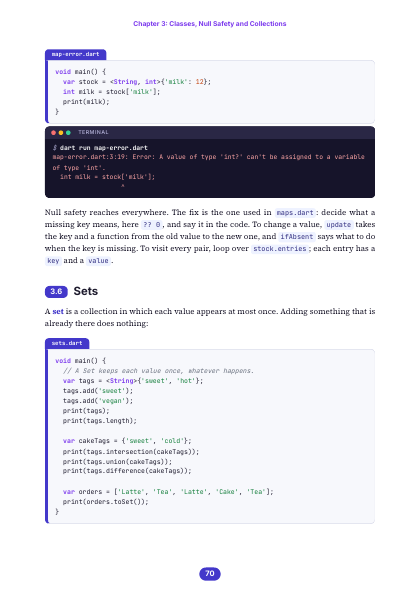 Chapter 3: Classes, Null Safety and Collections
map-error.dart
void main() {
  var stock = <String, int>{'milk': 12};
  int milk = stock['milk'];
  print(milk);
}
TERMINAL
$ dart run map-error.dart
map-error.dart:3:19: Error: A value of type 'int?' can't be assigned to a variable
of type 'int'.
  int milk = stock['milk'];
                  ^
Null safety reaches everywhere. The fix is the one used in maps.dart: decide what a
missing key means, here ?? 0, and say it in the code. To change a value, update takes
the key and a function from the old value to the new one, and ifAbsent says what to do
when the key is missing. To visit every pair, loop over stock.entries; each entry has a
key and a value.
3.6 Sets
A set is a collection in which each value appears at most once. Adding something that is
already there does nothing:
sets.dart
void main() {
  // A Set keeps each value once, whatever happens.
  var tags = <String>{'sweet', 'hot'};
  tags.add('sweet');
  tags.add('vegan');
  print(tags);
  print(tags.length);

  var cakeTags = {'sweet', 'cold'};
  print(tags.intersection(cakeTags));
  print(tags.union(cakeTags));
  print(tags.difference(cakeTags));

  var orders = ['Latte', 'Tea', 'Latte', 'Cake', 'Tea'];
  print(orders.toSet());
}
70